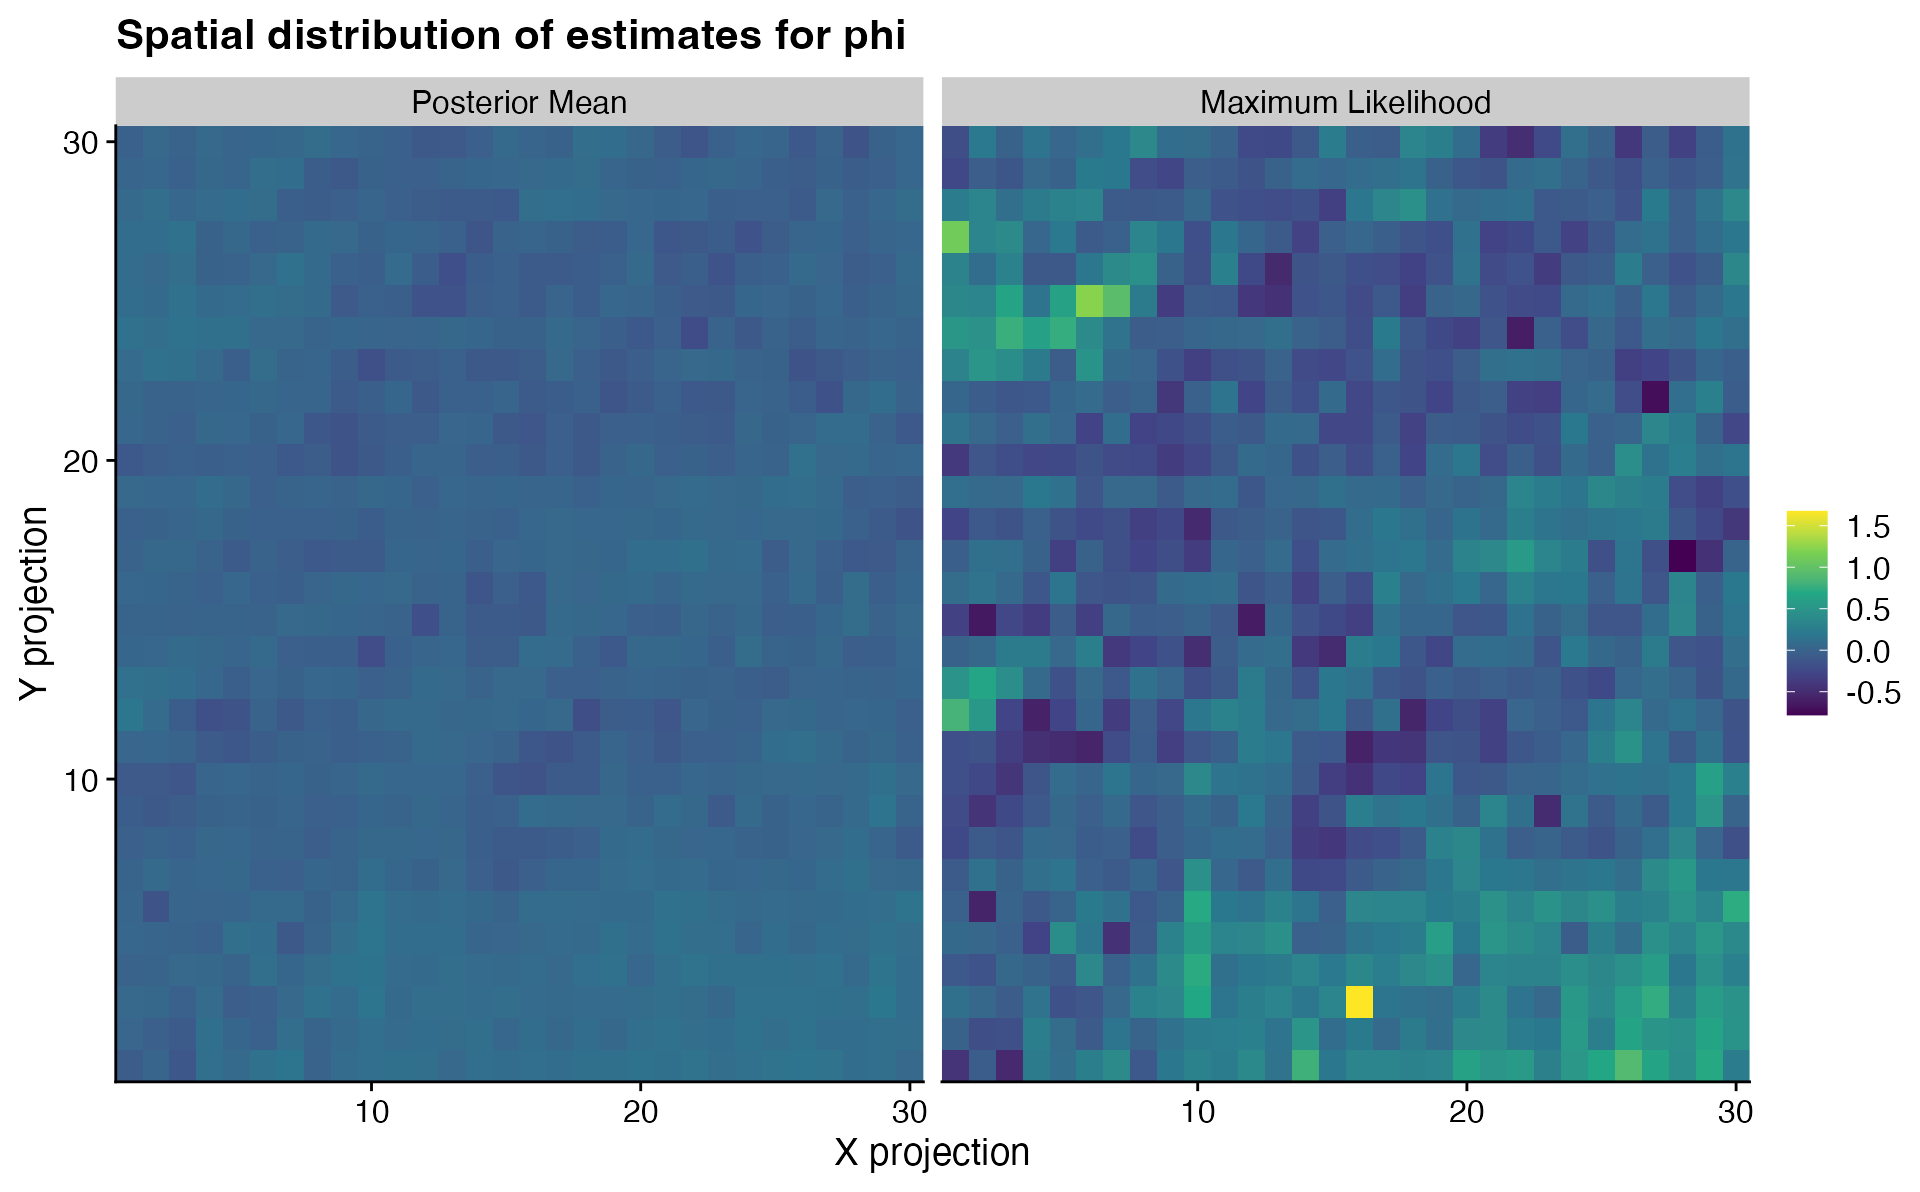 Spatial distribution of estimates for phi
Posterior Mean
Maximum Likelihood
30
20
10
Y projection
10
20
30
10
20
30
X projection
1.5
1.0
0.5
0.0
-0.5